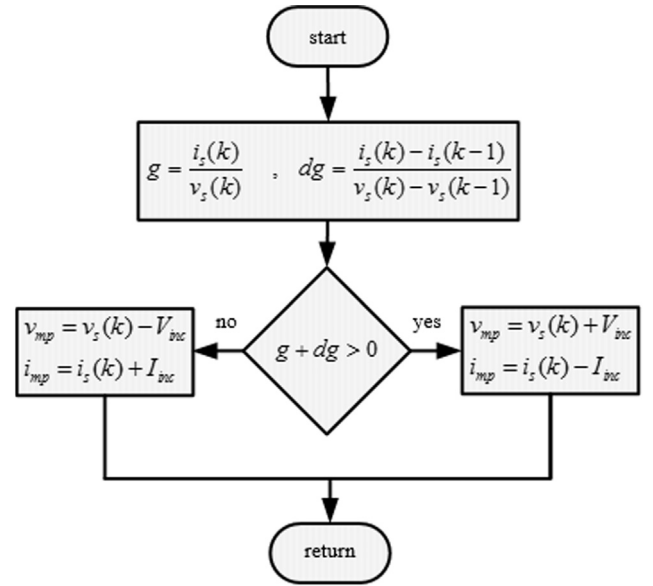 start
g = i_s(k) / v_s(k) , dg = i_s(k) − i_s(k−1) / v_s(k) − v_s(k−1)
no
yes
v_mp = v_s(k) − V_inc
i_mp = i_s(k) + I_inc
g + dg > 0
v_mp = v_s(k) + V_inc
i_mp = i_s(k) − I_inc
return